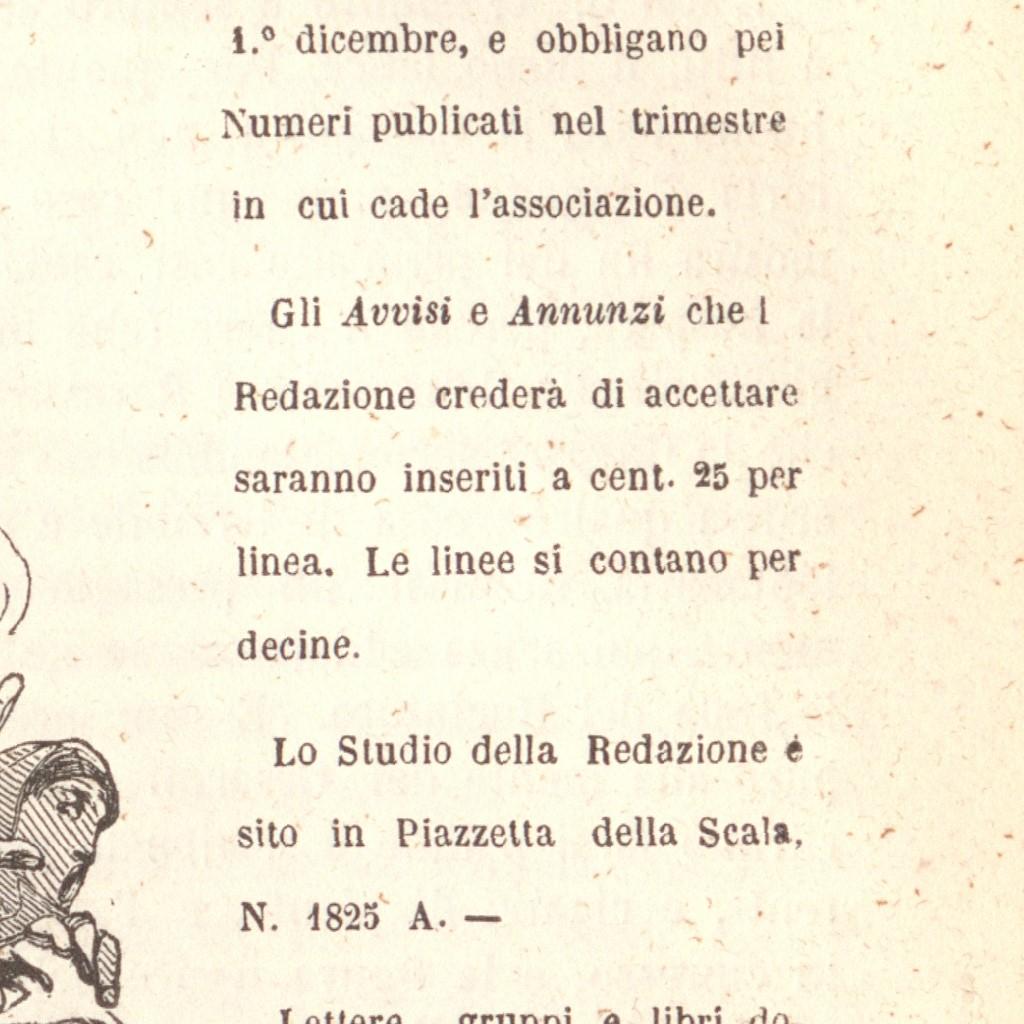 1.º dicembre, e obbligano pei
Numeri publicati nel trimestre
in cui cade l'associazione.
Gli Avvisi e Annunzi che l
Redazione crederà di accettare
saranno inseriti a cent. 25 per
linea. Le linee si contano per
decine.
Lo Studio della Redazione è
sito in Piazzetta della Scala,
N. 1825 A. —
Lettere, gruppi e libri do-